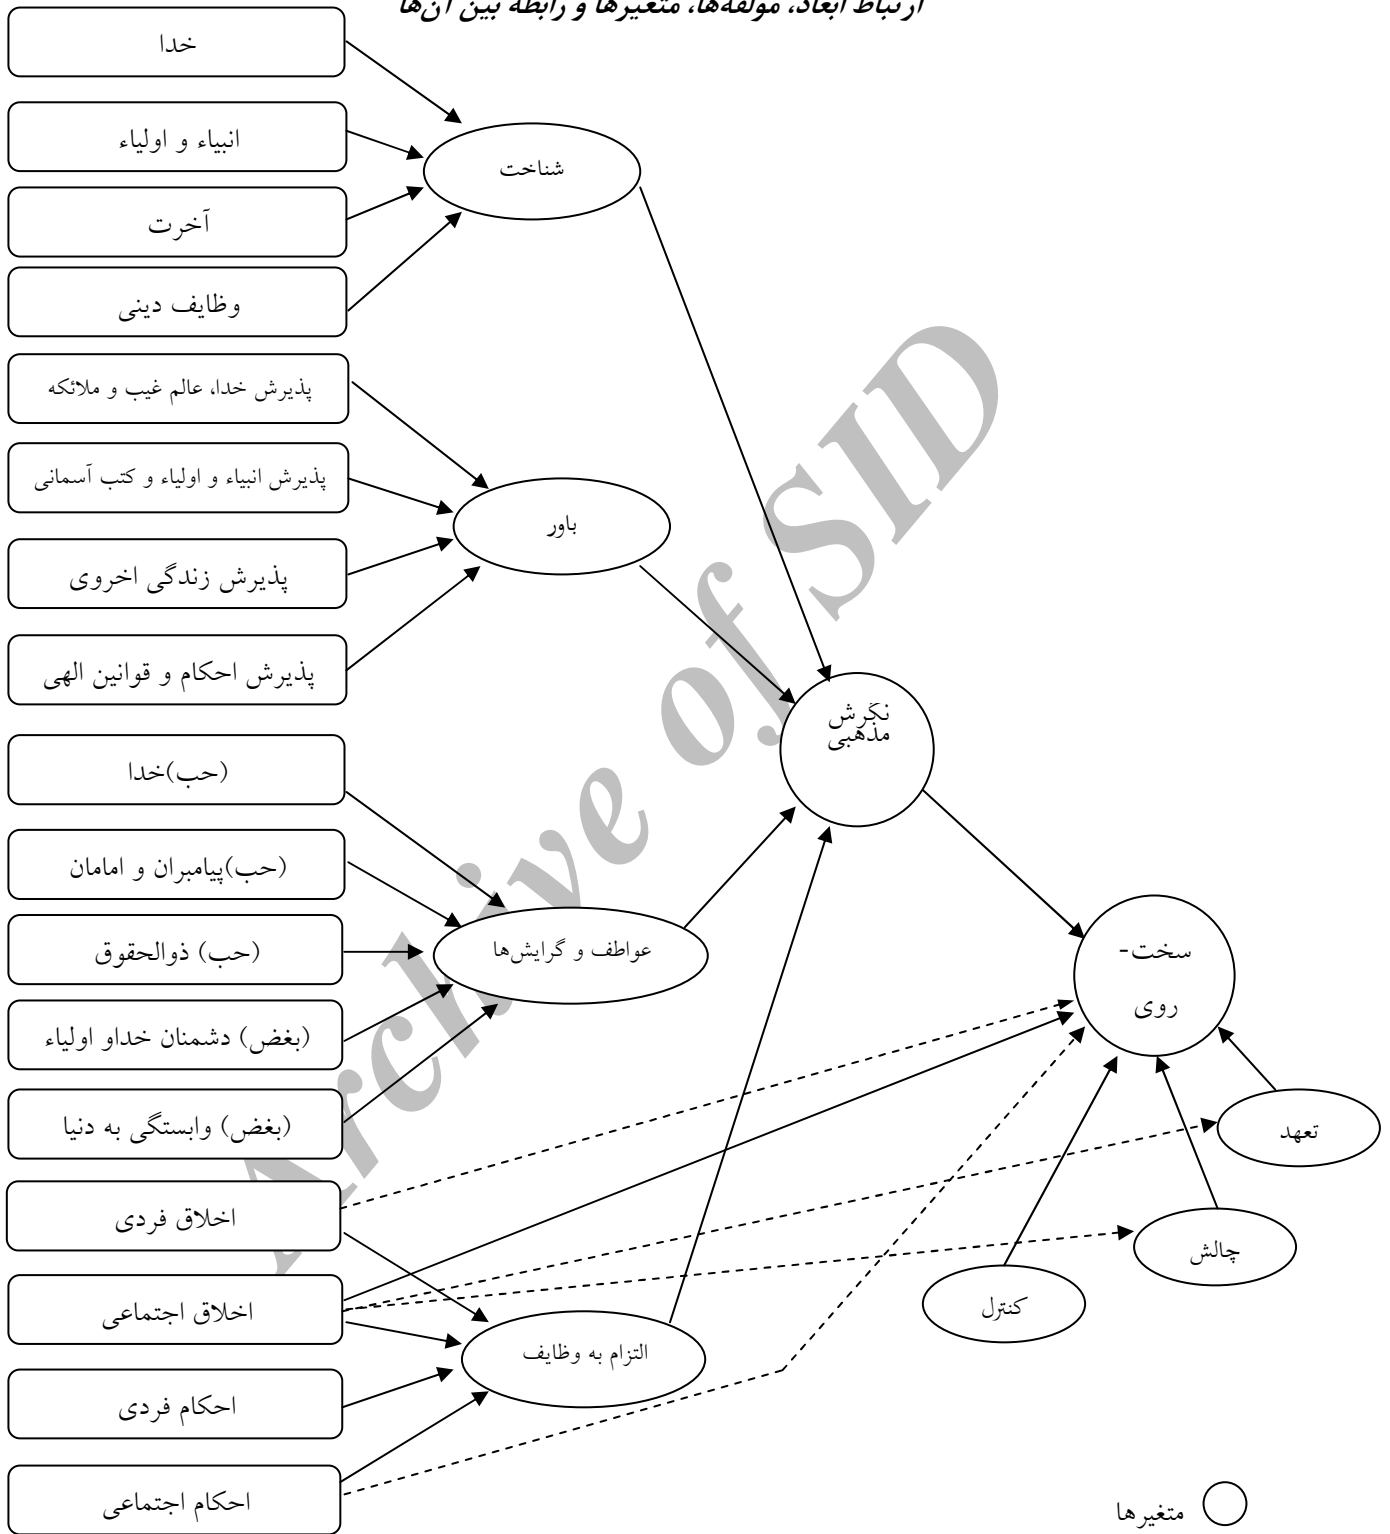 ارتباط ابعاد، مولفه‌ها، متغیرها و رابطه بین آن‌ها
خدا
انبیاء و اولیاء
شناخت
آخرت
وظایف دینی
پذیرش خدا، عالم غیب و ملائکه
پذیرش انبیاء و اولیاء و کتب آسمانی
باور
پذیرش زندگی اخروی
پذیرش احکام و قوانین الهی
نگرش
مذهبی
(حب)خدا
(حب)پیامبران و امامان
(حب) ذوالحقوق
عواطف و گرایش‌ها
سخت-
روی
(بغض) دشمنان خداو اولیاء
(بغض) وابستگی به دنیا
تعهد
اخلاق فردی
چالش
اخلاق اجتماعی
کنترل
التزام به وظایف
احکام فردی
احکام اجتماعی
متغیرها
Archive of SID